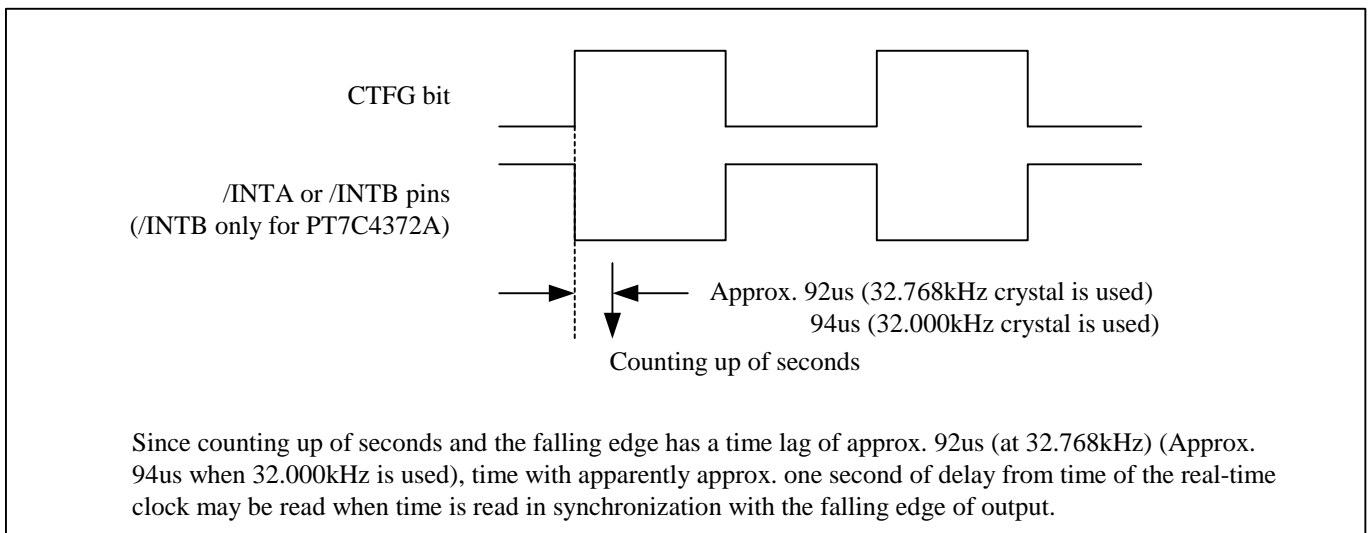 CTFG bit
/INTA or /INTB pins
(/INTB only for PT7C4372A)
Approx. 92us (32.768kHz crystal is used)
94us (32.000kHz crystal is used)
Counting up of seconds
Since counting up of seconds and the falling edge has a time lag of approx. 92us (at 32.768kHz) (Approx.
94us when 32.000kHz is used), time with apparently approx. one second of delay from time of the real-time
clock may be read when time is read in synchronization with the falling edge of output.